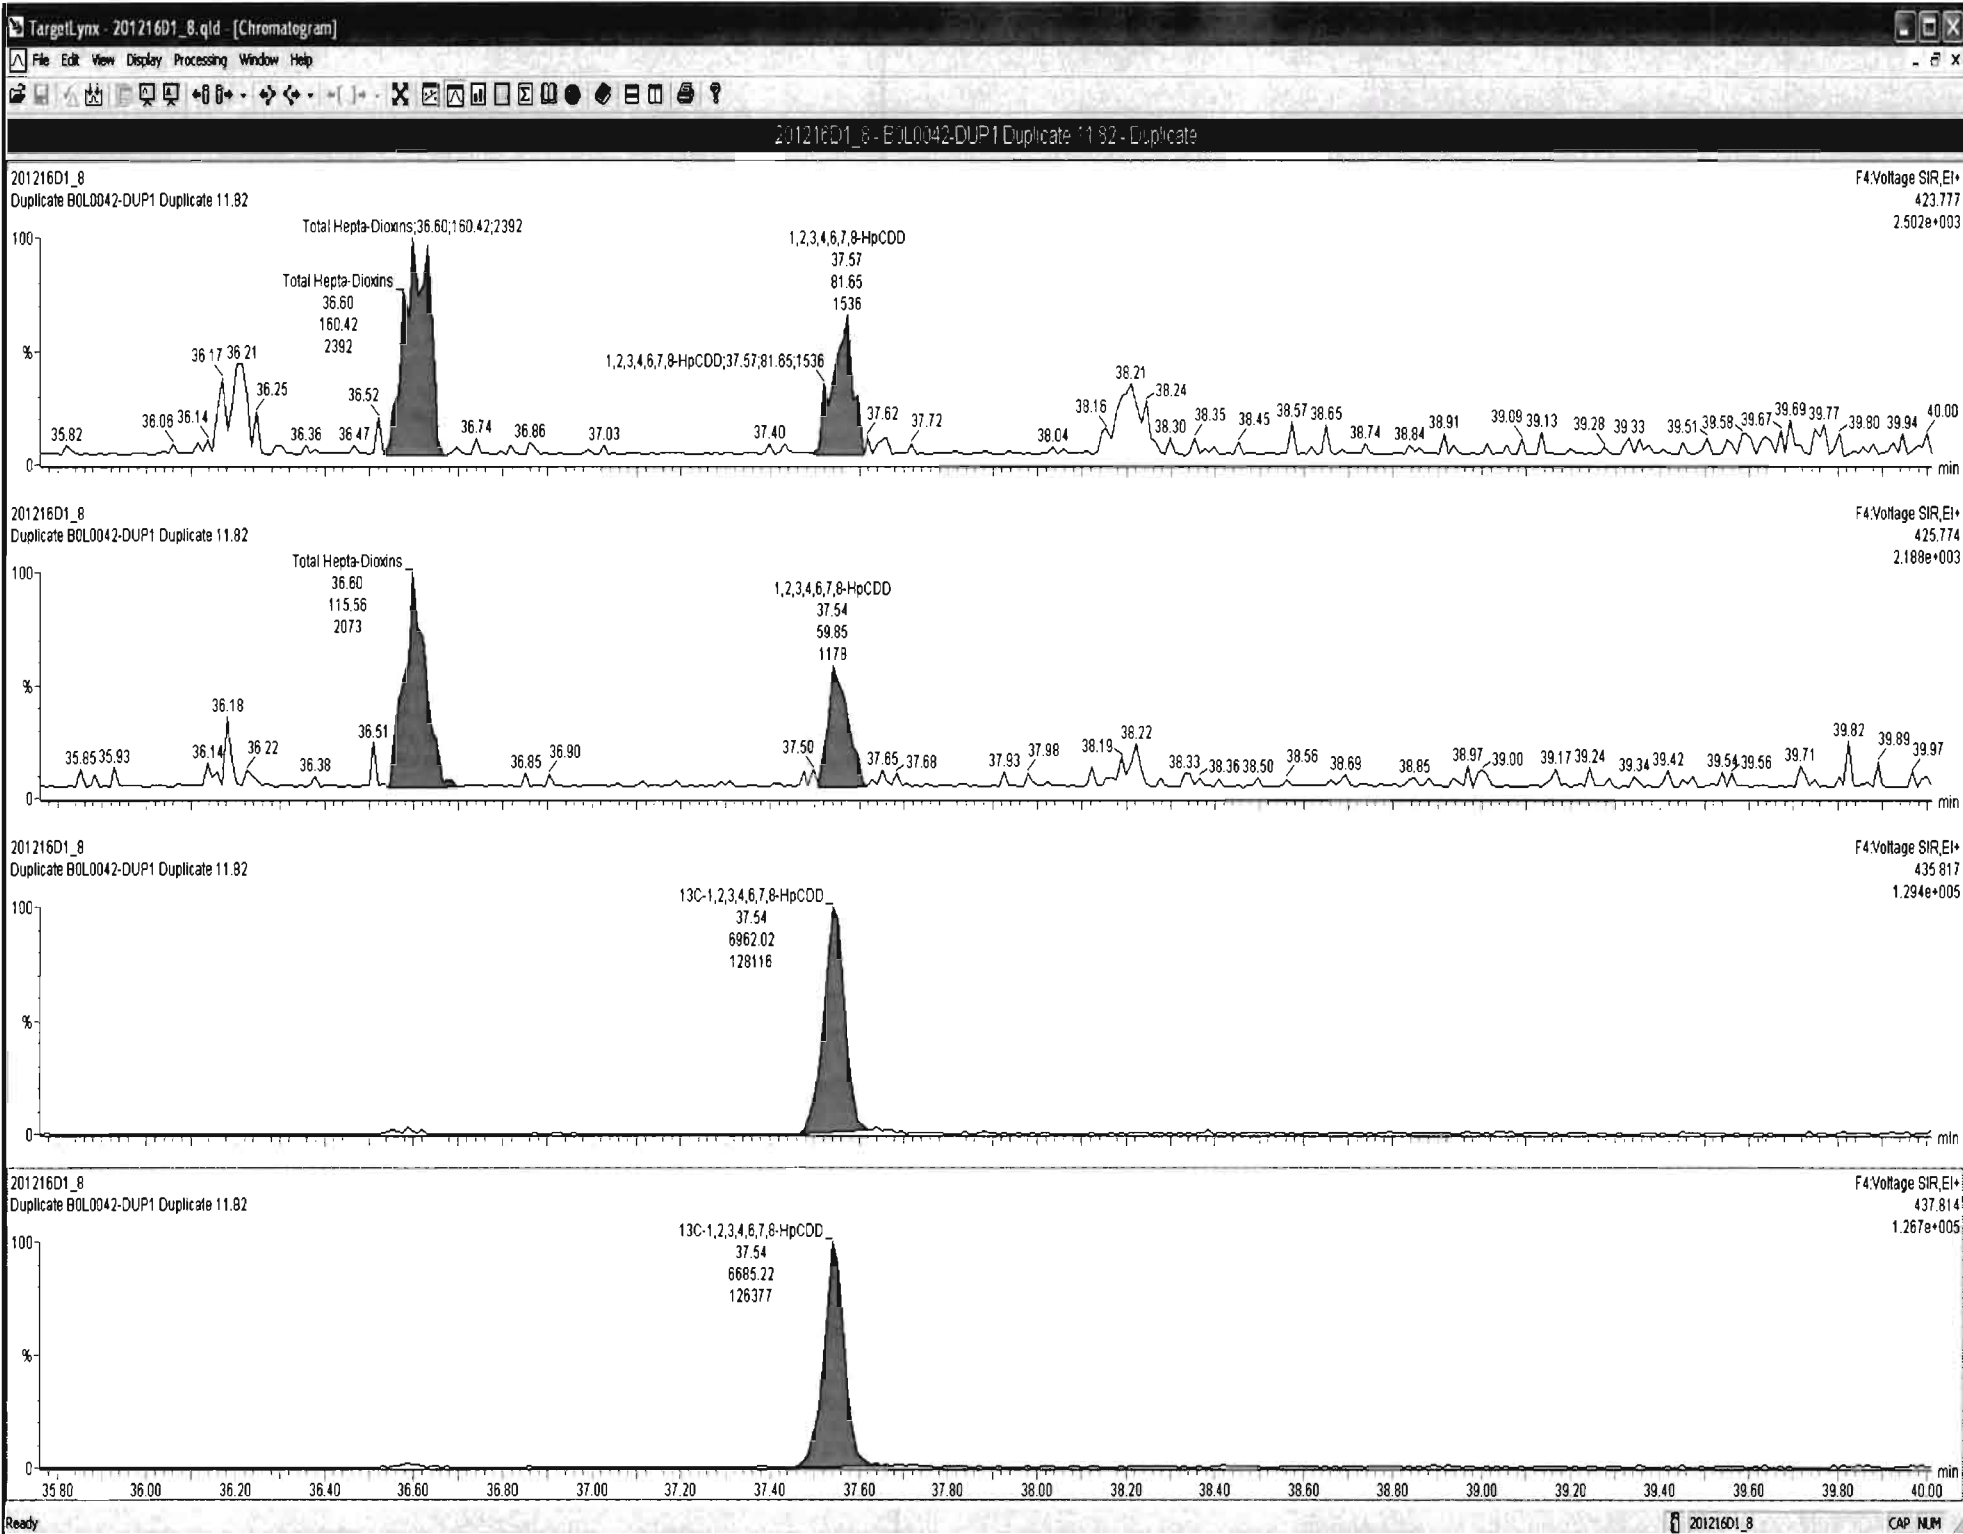 TargetLynx - 201216D1_8.qld - [Chromatogram]
File Edit View Display Processing Window Help
201216D1_8 - B0L0042-DUP1 Duplicate 11.82 - Duplicate
201216D1_8
Duplicate B0L0042-DUP1 Duplicate 11.82
F4:Voltage SIR,EI+
423.777
2.502e+003
Total Hepta-Dioxins;36.60;160.42;2392
Total Hepta-Dioxins
36.60
160.42
2392
1,2,3,4,6,7,8-HpCDD
37.57
81.65
1536
1,2,3,4,6,7,8-HpCDD;37.57;81.65;1536
100
%
0
35.82 36.06 36.14 36.17 36.21 36.25 36.36 36.47 36.52 36.74 36.86 37.03 37.40 37.62 37.72 38.04 38.16 38.21 38.24 38.30 38.35 38.45 38.57 38.65 38.74 38.84 38.91 39.09 39.13 39.28 39.33 39.51 39.58 39.67 39.69 39.77 39.80 39.94 40.00
min
201216D1_8
Duplicate B0L0042-DUP1 Duplicate 11.82
F4:Voltage SIR,EI+
425.774
2.188e+003
Total Hepta-Dioxins
36.60
115.56
2073
1,2,3,4,6,7,8-HpCDD
37.54
59.85
1178
100
%
0
35.85 35.93 36.14 36.18 36.22 36.38 36.51 36.85 36.90 37.50 37.65 37.68 37.93 37.98 38.19 38.22 38.33 38.36 38.50 38.56 38.69 38.85 38.97 39.00 39.17 39.24 39.34 39.42 39.54 39.56 39.71 39.82 39.89 39.97
min
201216D1_8
Duplicate B0L0042-DUP1 Duplicate 11.82
F4:Voltage SIR,EI+
435.817
1.294e+005
13C-1,2,3,4,6,7,8-HpCDD
37.54
6962.02
128116
100
%
0
min
201216D1_8
Duplicate B0L0042-DUP1 Duplicate 11.82
F4:Voltage SIR,EI+
437.814
1.267e+005
13C-1,2,3,4,6,7,8-HpCDD
37.54
6685.22
126377
100
%
0
min
35.80 36.00 36.20 36.40 36.60 36.80 37.00 37.20 37.40 37.60 37.80 38.00 38.20 38.40 38.60 38.80 39.00 39.20 39.40 39.60 39.80 40.00
Ready
201216D1_8
CAP NUM